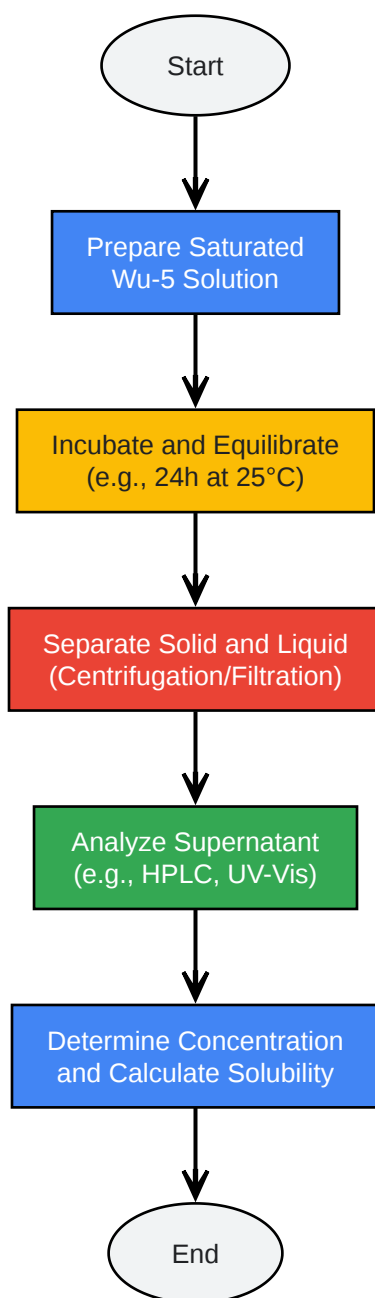 Start
Prepare Saturated
Wu-5 Solution
Incubate and Equilibrate
(e.g., 24h at 25°C)
Separate Solid and Liquid
(Centrifugation/Filtration)
Analyze Supernatant
(e.g., HPLC, UV-Vis)
Determine Concentration
and Calculate Solubility
End